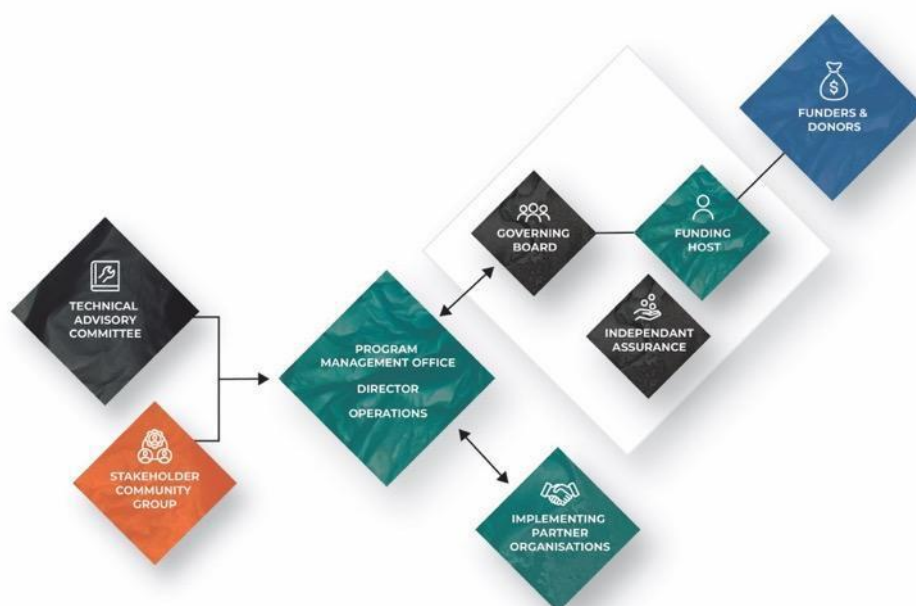 FUNDERS &
DONORS
GOVERNING
BOARD
FUNDING
HOST
TECHNICAL
ADVISORY
COMMITTEE
INDEPENDANT
ASSURANCE
PROGRAM
MANAGEMENT OFFICE
DIRECTOR
OPERATIONS
STAKEHOLDER
COMMUNITY
GROUP
IMPLEMENTING
PARTNER
ORGANISATIONS